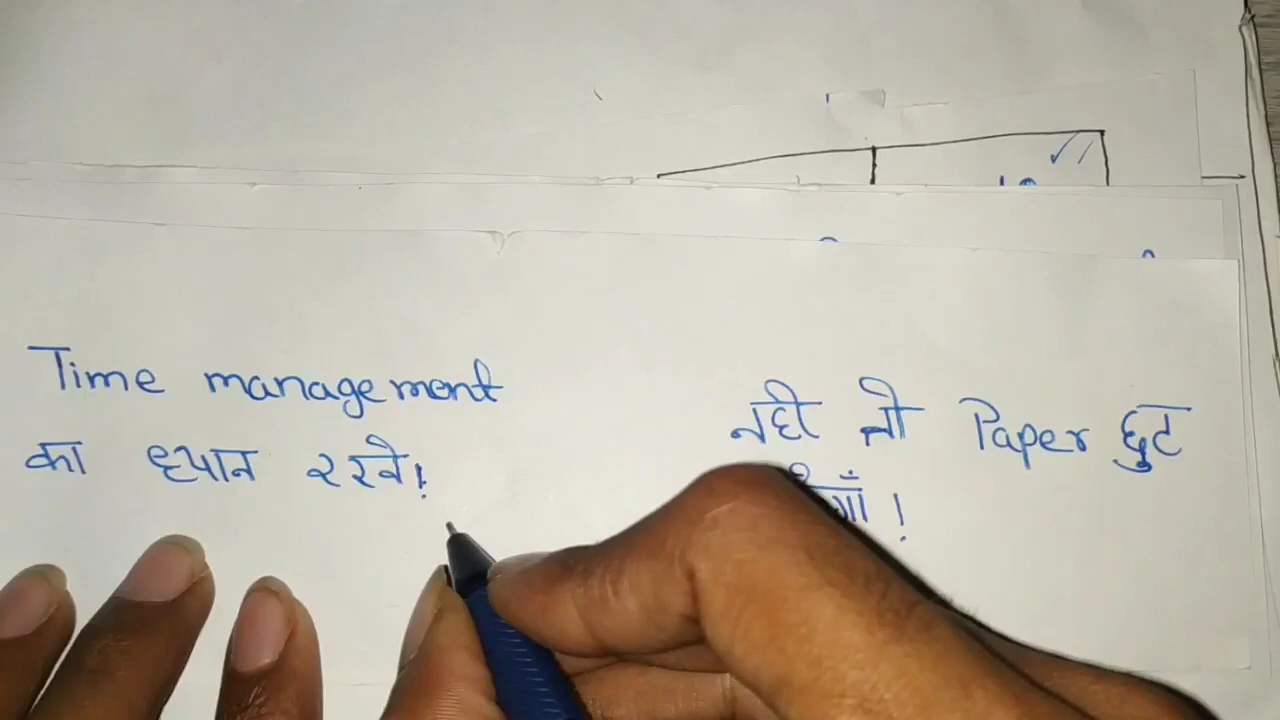 Time management
का ध्यान रखे!
नही तो Paper छुट
!